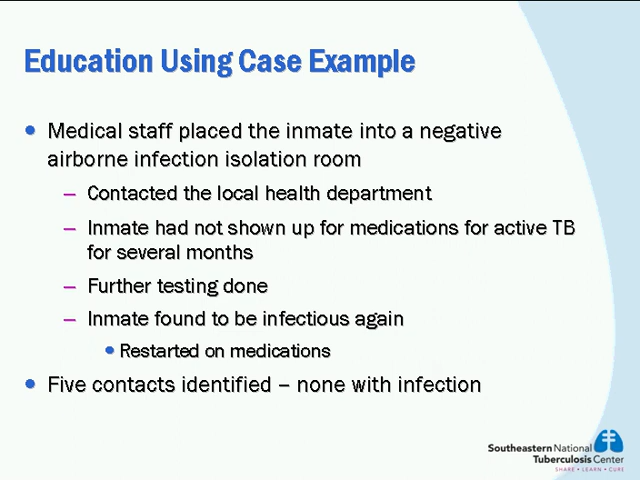 Education Using Case Example
• Medical staff placed the inmate into a negative
airborne infection isolation room
– Contacted the local health department
– Inmate had not shown up for medications for active TB
for several months
– Further testing done
– Inmate found to be infectious again
• Restarted on medications
• Five contacts identified – none with infection
Southeastern National
Tuberculosis Center
SHARE • LEARN • CURE